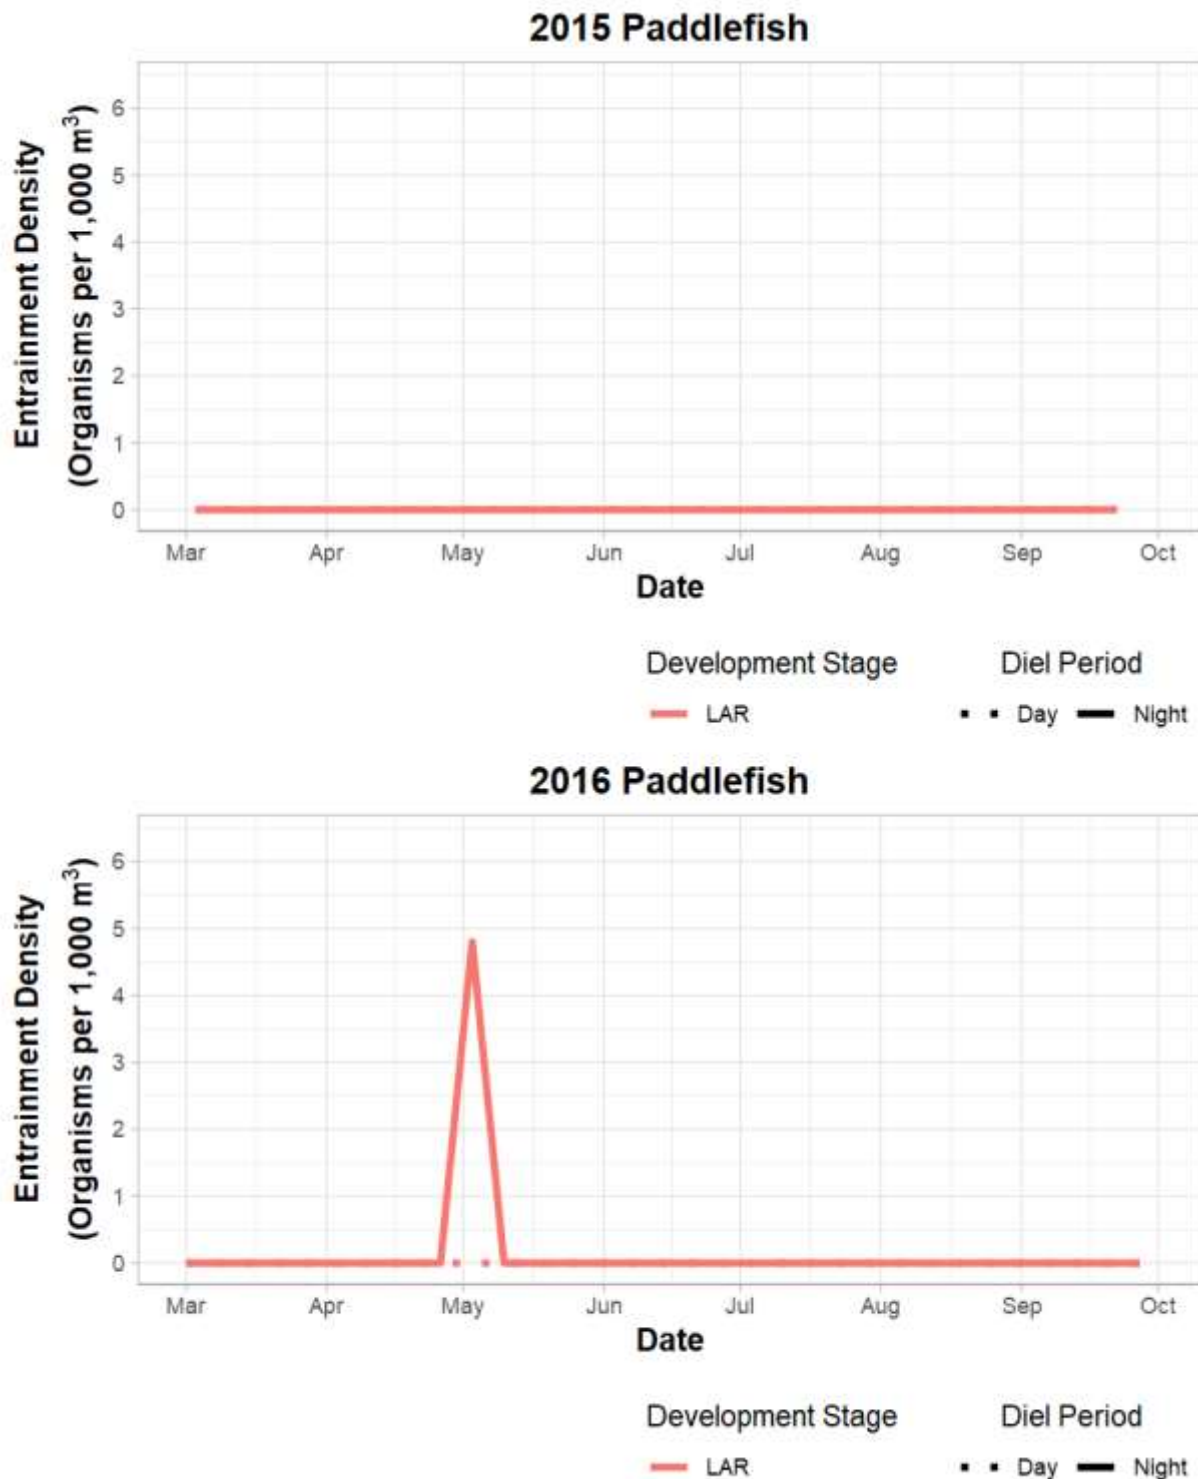 2015 Paddlefish
Entrainment Density
(Organisms per 1,000 m³)
6
5
4
3
2
1
0
Mar Apr May Jun Jul Aug Sep Oct
Date
Development Stage Diel Period
LAR Day Night
2016 Paddlefish
Entrainment Density
(Organisms per 1,000 m³)
6
5
4
3
2
1
0
Mar Apr May Jun Jul Aug Sep Oct
Date
Development Stage Diel Period
LAR Day Night